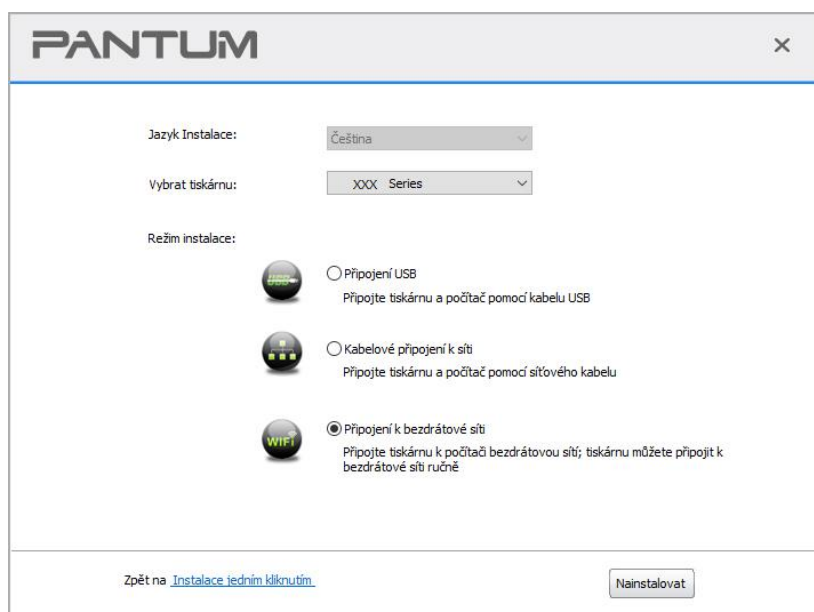 PANTUM
Jazyk Instalace:
Čeština
Vybrat tiskárnu:
XXX Series
Režim instalace:
USB
Připojení USB
Připojte tiskárnu a počítač pomocí kabelu USB
Kabelové připojení k síti
Připojte tiskárnu a počítač pomocí síťového kabelu
WiFi
Připojení k bezdrátové síti
Připojte tiskárnu k počítači bezdrátovou sítí; tiskárnu můžete připojit k
bezdrátové síti ručně
Zpět na Instalace jedním kliknutím
Nainstalovat